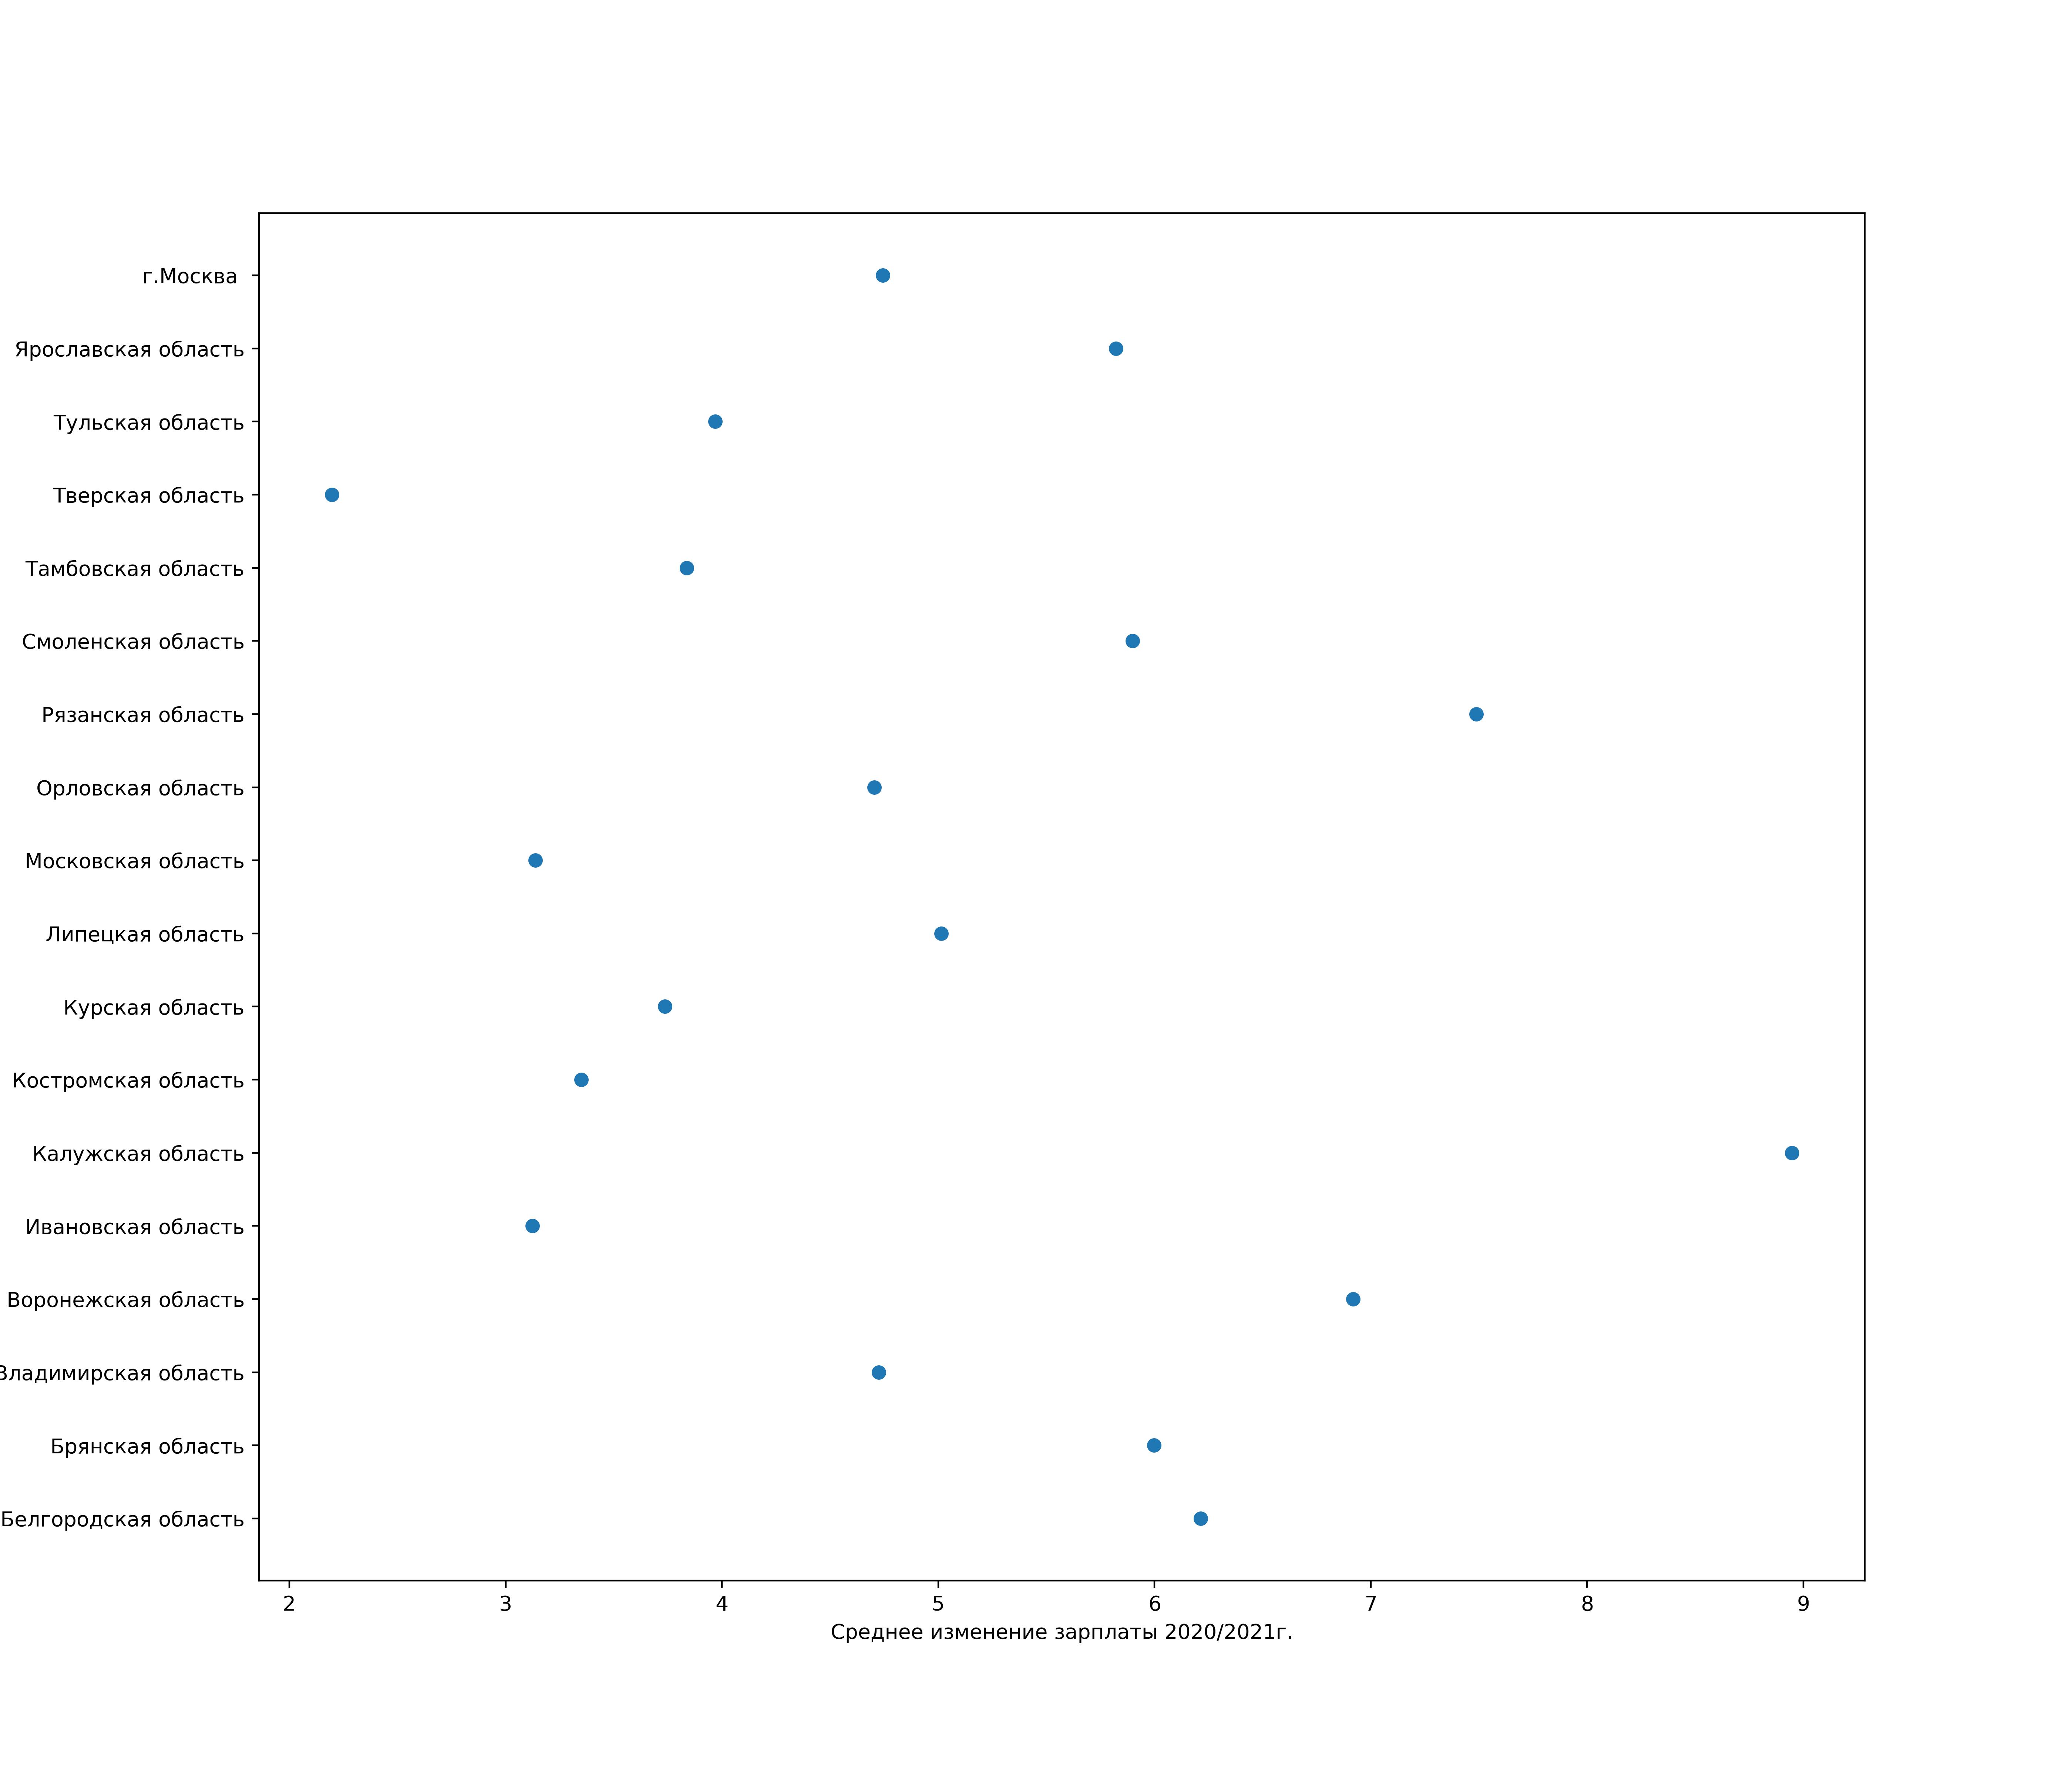 г.Москва
Ярославская область
Тульская область
Тверская область
Тамбовская область
Смоленская область
Рязанская область
Орловская область
Московская область
Липецкая область
Курская область
Костромская область
Калужская область
Ивановская область
Воронежская область
Владимирская область
Брянская область
Белгородская область
2 3 4 5 6 7 8 9
Среднее изменение зарплаты 2020/2021г.